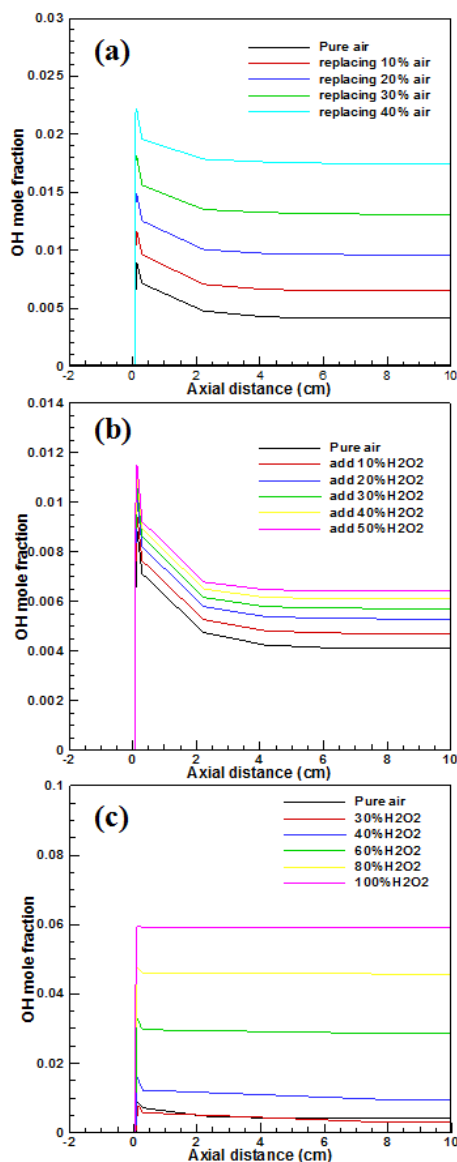 0.03
(a)
Pure air
replacing 10% air
replacing 20% air
replacing 30% air
replacing 40% air
0.025
0.02
0.015
0.01
0.005
0
OH mole fraction
-2 0 2 4 6 8 10
Axial distance (cm)
0.014
(b)
Pure air
add 10%H2O2
add 20%H2O2
add 30%H2O2
add 40%H2O2
add 50%H2O2
0.012
0.01
0.008
0.006
0.004
0.002
0
OH mole fraction
-2 0 2 4 6 8 10
Axial distance (cm)
0.1
(c)
Pure air
30%H2O2
40%H2O2
60%H2O2
80%H2O2
100%H2O2
0.08
0.06
0.04
0.02
0
OH mole fraction
-2 0 2 4 6 8 10
Axial distance (cm)